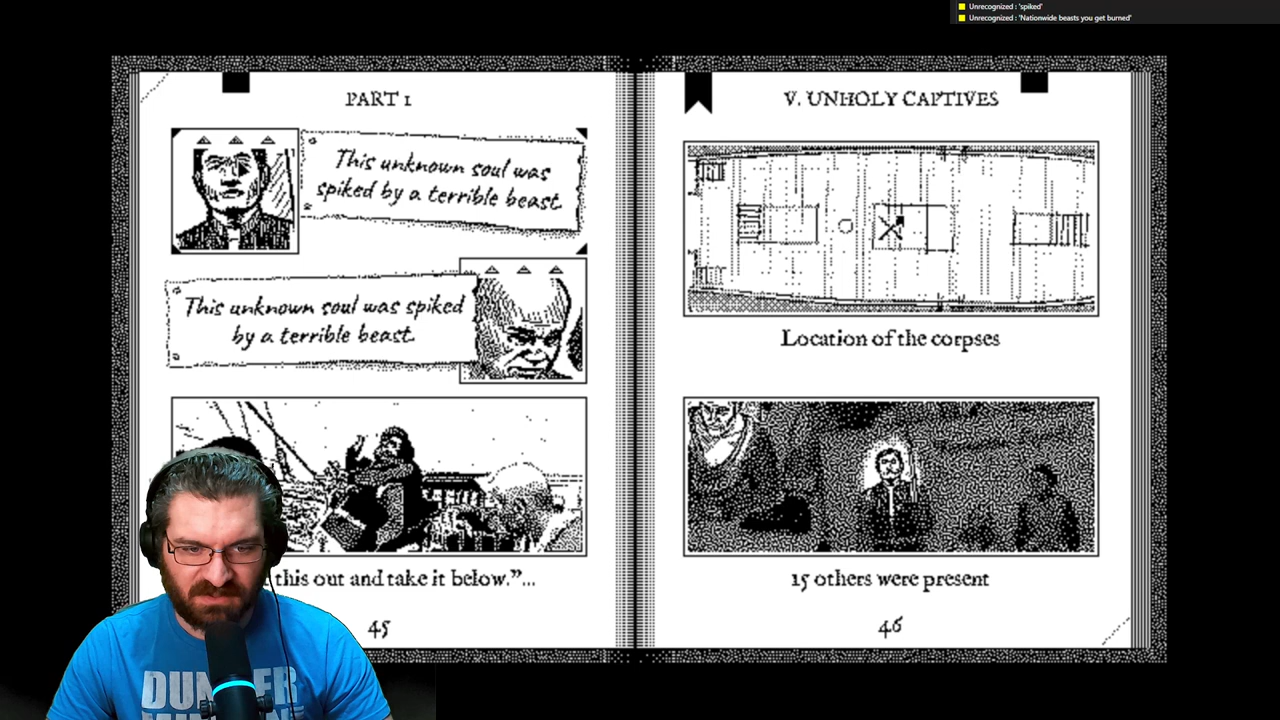 Unrecognized : 'spiked'
Unrecognized : 'Nationwide beasts you get burned'
PART 1
This unknown soul was
spiked by a terrible beast.
This unknown soul was spiked
by a terrible beast.
this out and take it below."...
45
V. UNHOLY CAPTIVES
Location of the corpses
15 others were present
46